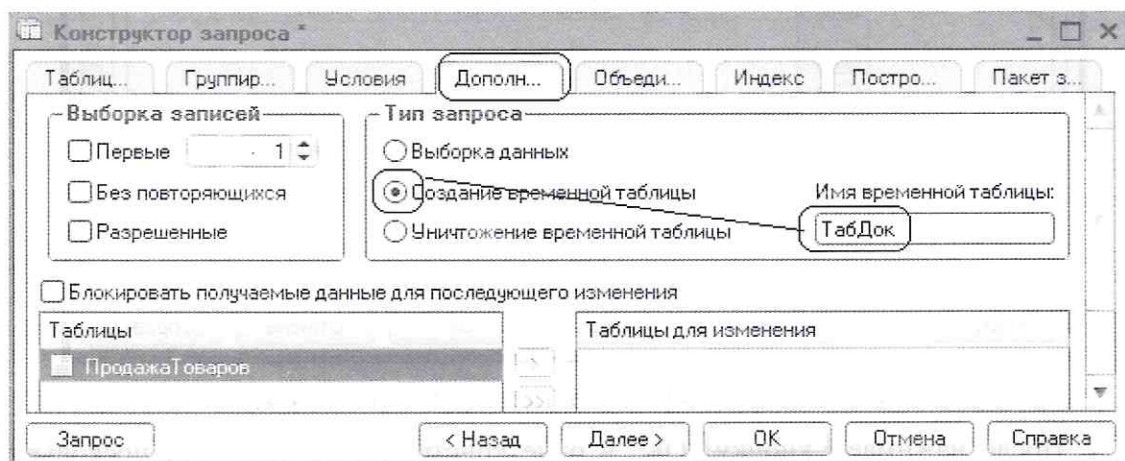 Конструктор запроса *
Таблиц... Группир... Условия Дополн... Объеди... Индекс Построе... Пакет з...
Выборка записей
Тип запроса
Первые 1
Выборка данных
Без повторяющихся
Создание временной таблицы
Имя временной таблицы:
Разрешенные
Уничтожение временной таблицы
ТабДок
Блокировать получаемые данные для последующего изменения
Таблицы
Таблицы для изменения
ПродажаТоваров
>
>>>
Запрос
< Назад
Далее >
ОК
Отмена
Справка